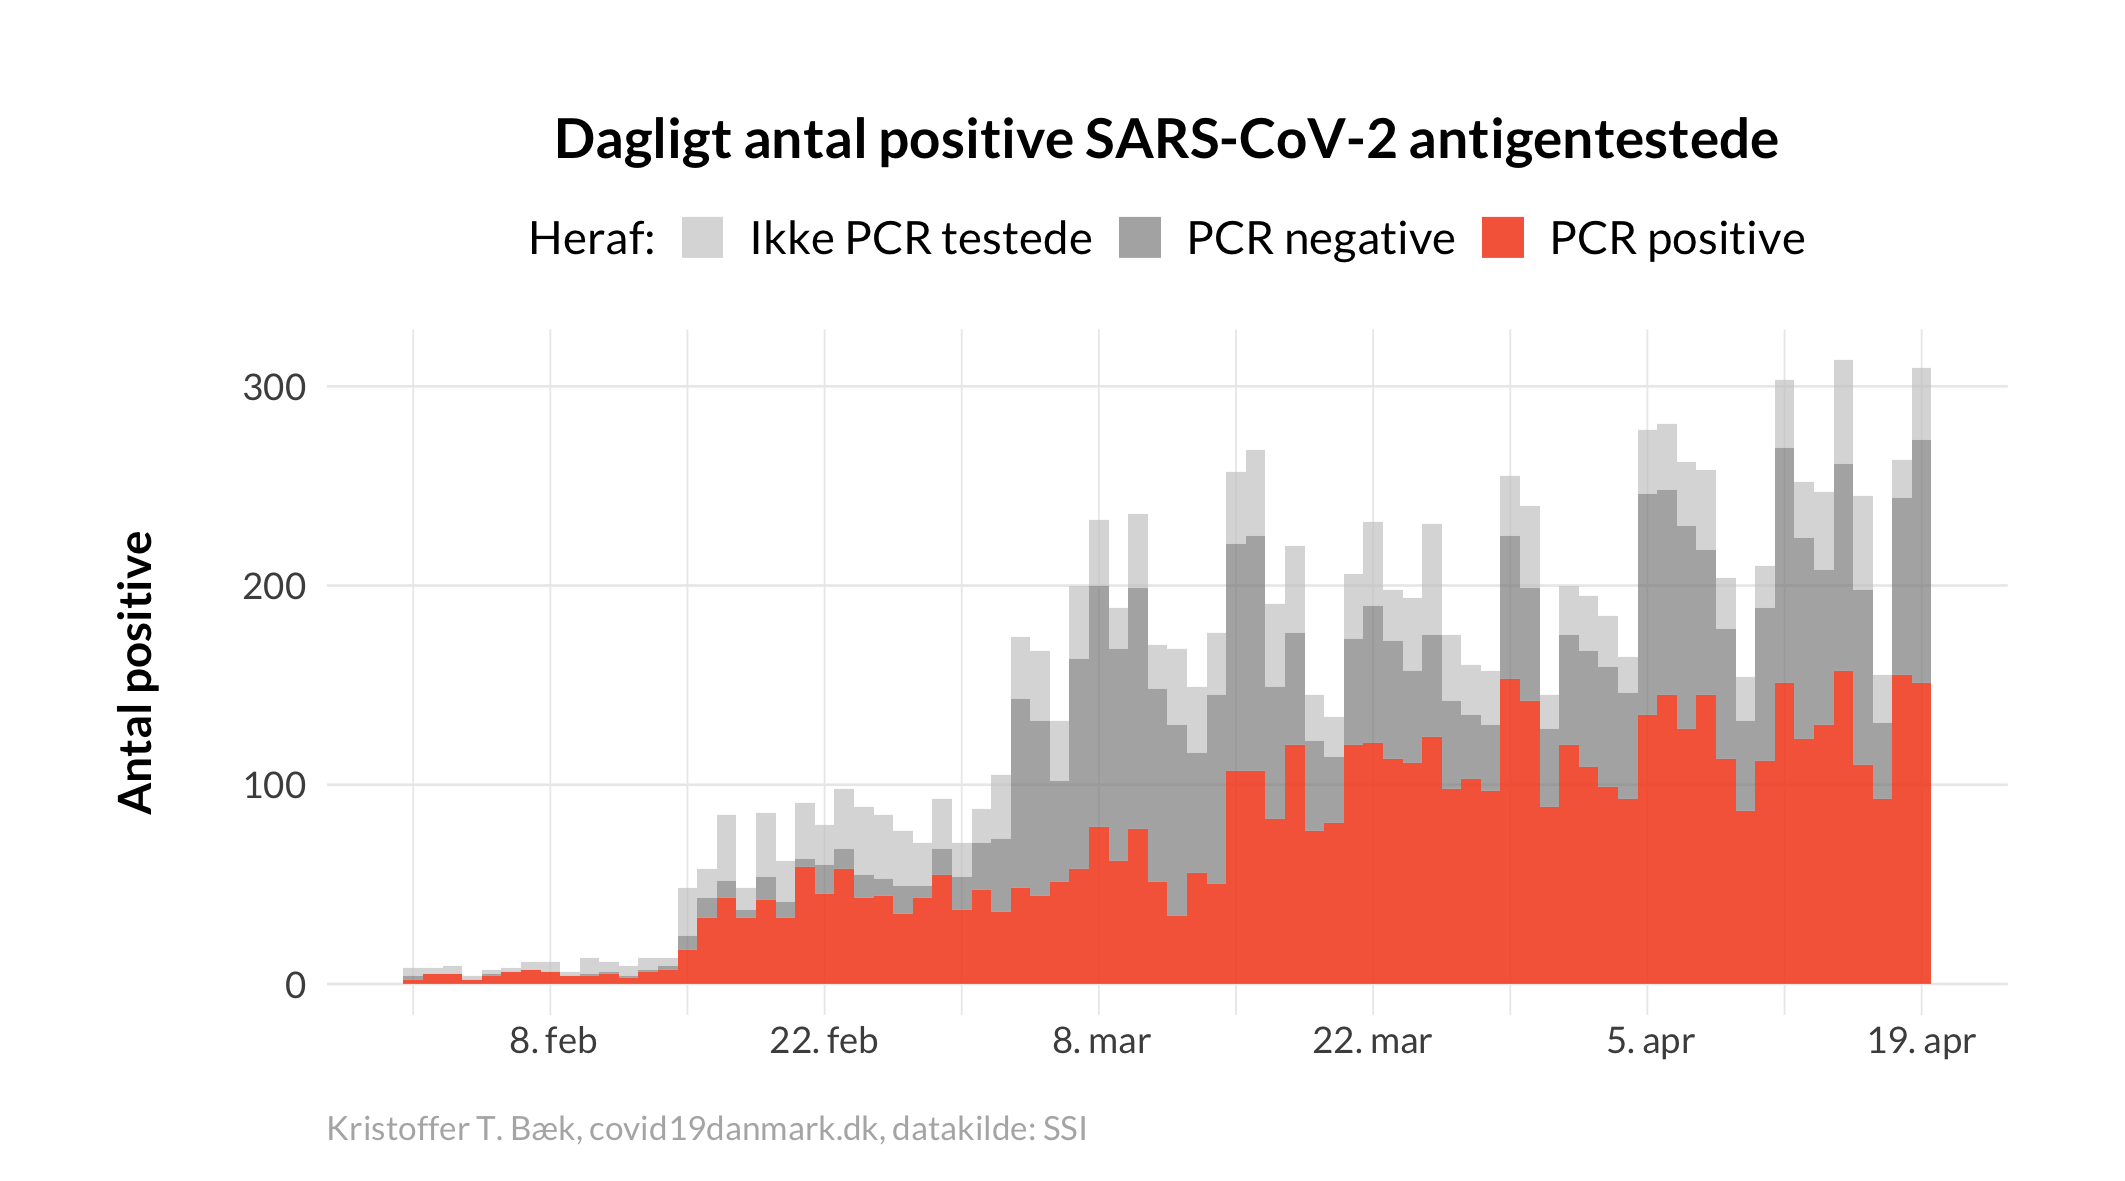 Dagligt antal positive SARS-CoV-2 antigentestede
Heraf: Ikke PCR testede PCR negative PCR positive
Antal positive
300
200
100
0
8. feb 22. feb 8. mar 22. mar 5. apr 19. apr
Kristoffer T. Bæk, covid19danmark.dk, datakilde: SSI